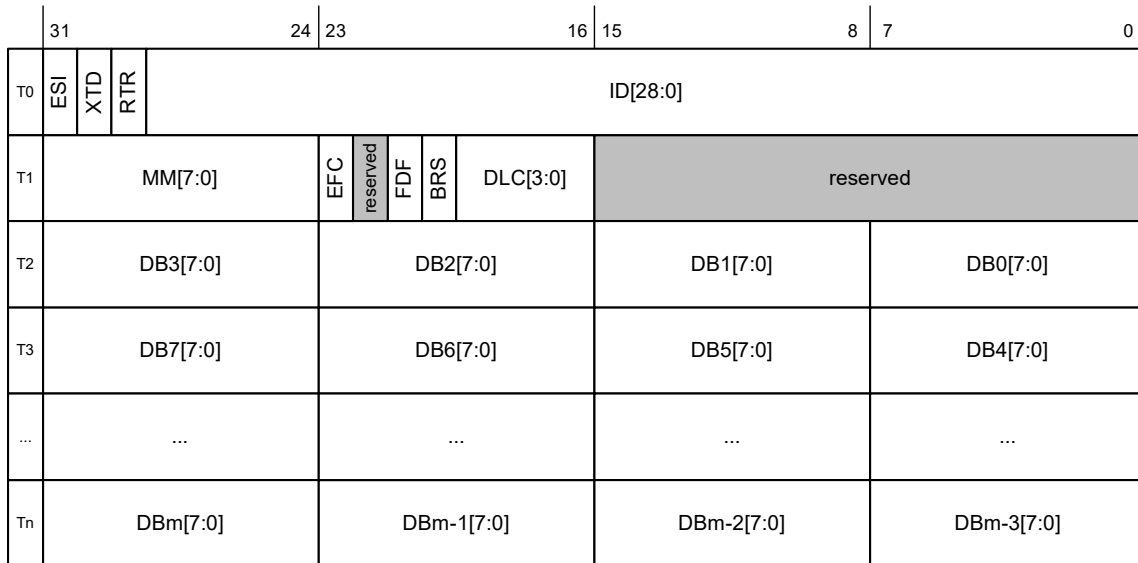 31 24 23 16 15 8 7 0
T0 ESI XTD RTR ID[28:0]
T1 MM[7:0] EFC reserved FDF BRS DLC[3:0] reserved
T2 DB3[7:0] DB2[7:0] DB1[7:0] DB0[7:0]
T3 DB7[7:0] DB6[7:0] DB5[7:0] DB4[7:0]
... ... ... ... ...
Tn DBm[7:0] DBm-1[7:0] DBm-2[7:0] DBm-3[7:0]